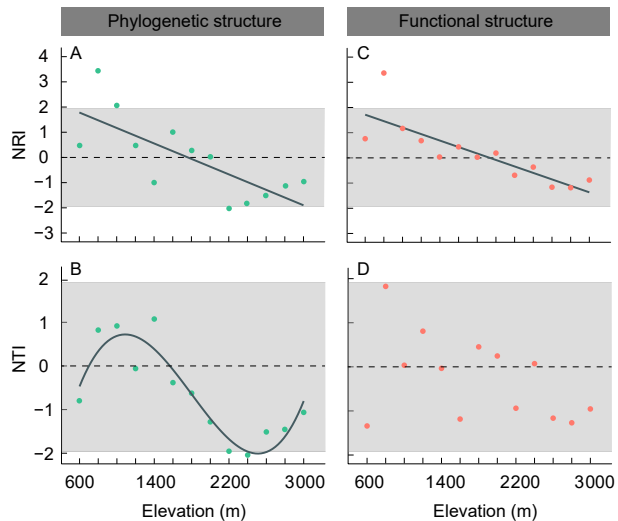 Phylogenetic structure
Functional structure
A
C
NRI
4
3
2
1
0
−1
−2
−3
B
D
NTI
2
1
0
−1
−2
600 1400 2200 3000
600 1400 2200 3000
Elevation (m)
Elevation (m)